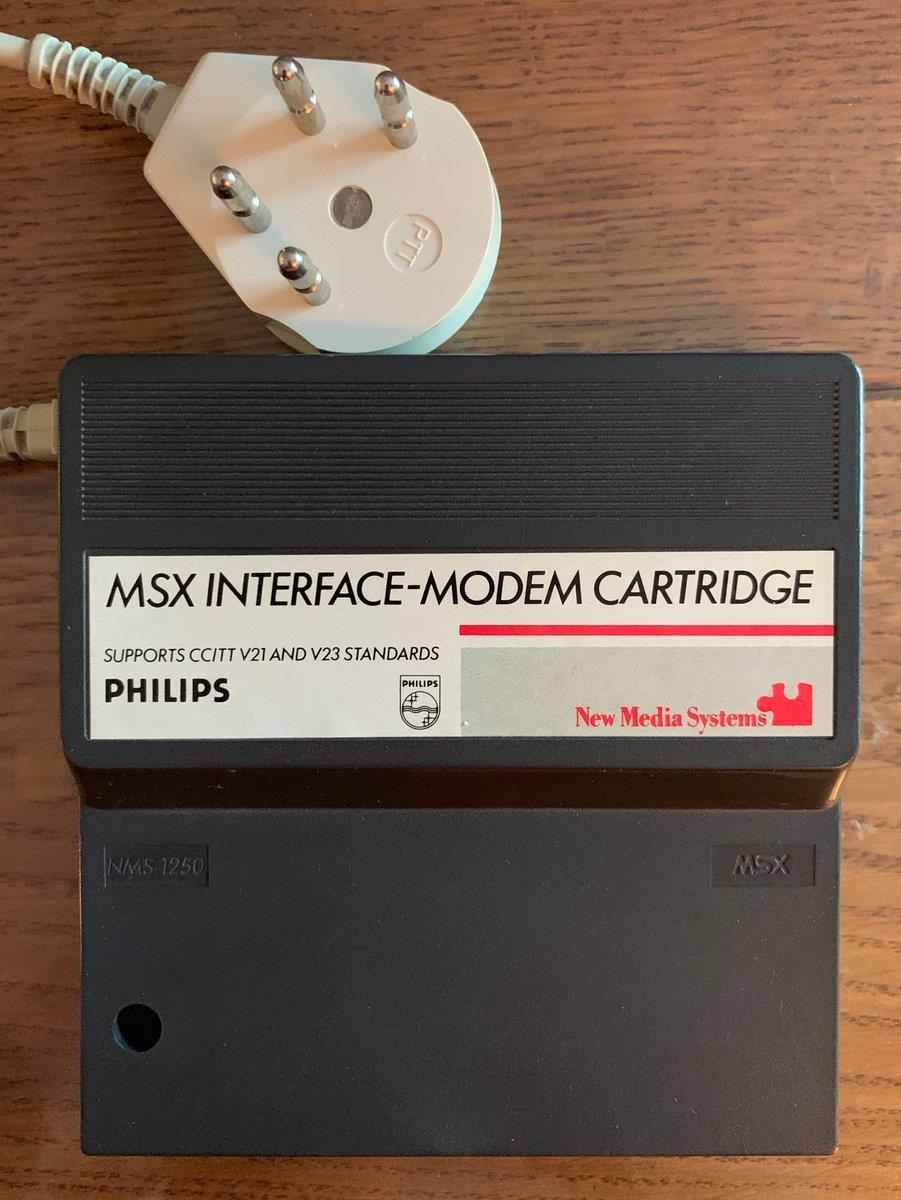 PTT
MSX INTERFACE-MODEM CARTRIDGE
SUPPORTS CCITT V21 AND V23 STANDARDS
PHILIPS
PHILIPS
New Media Systems
NMS 1250
MSX